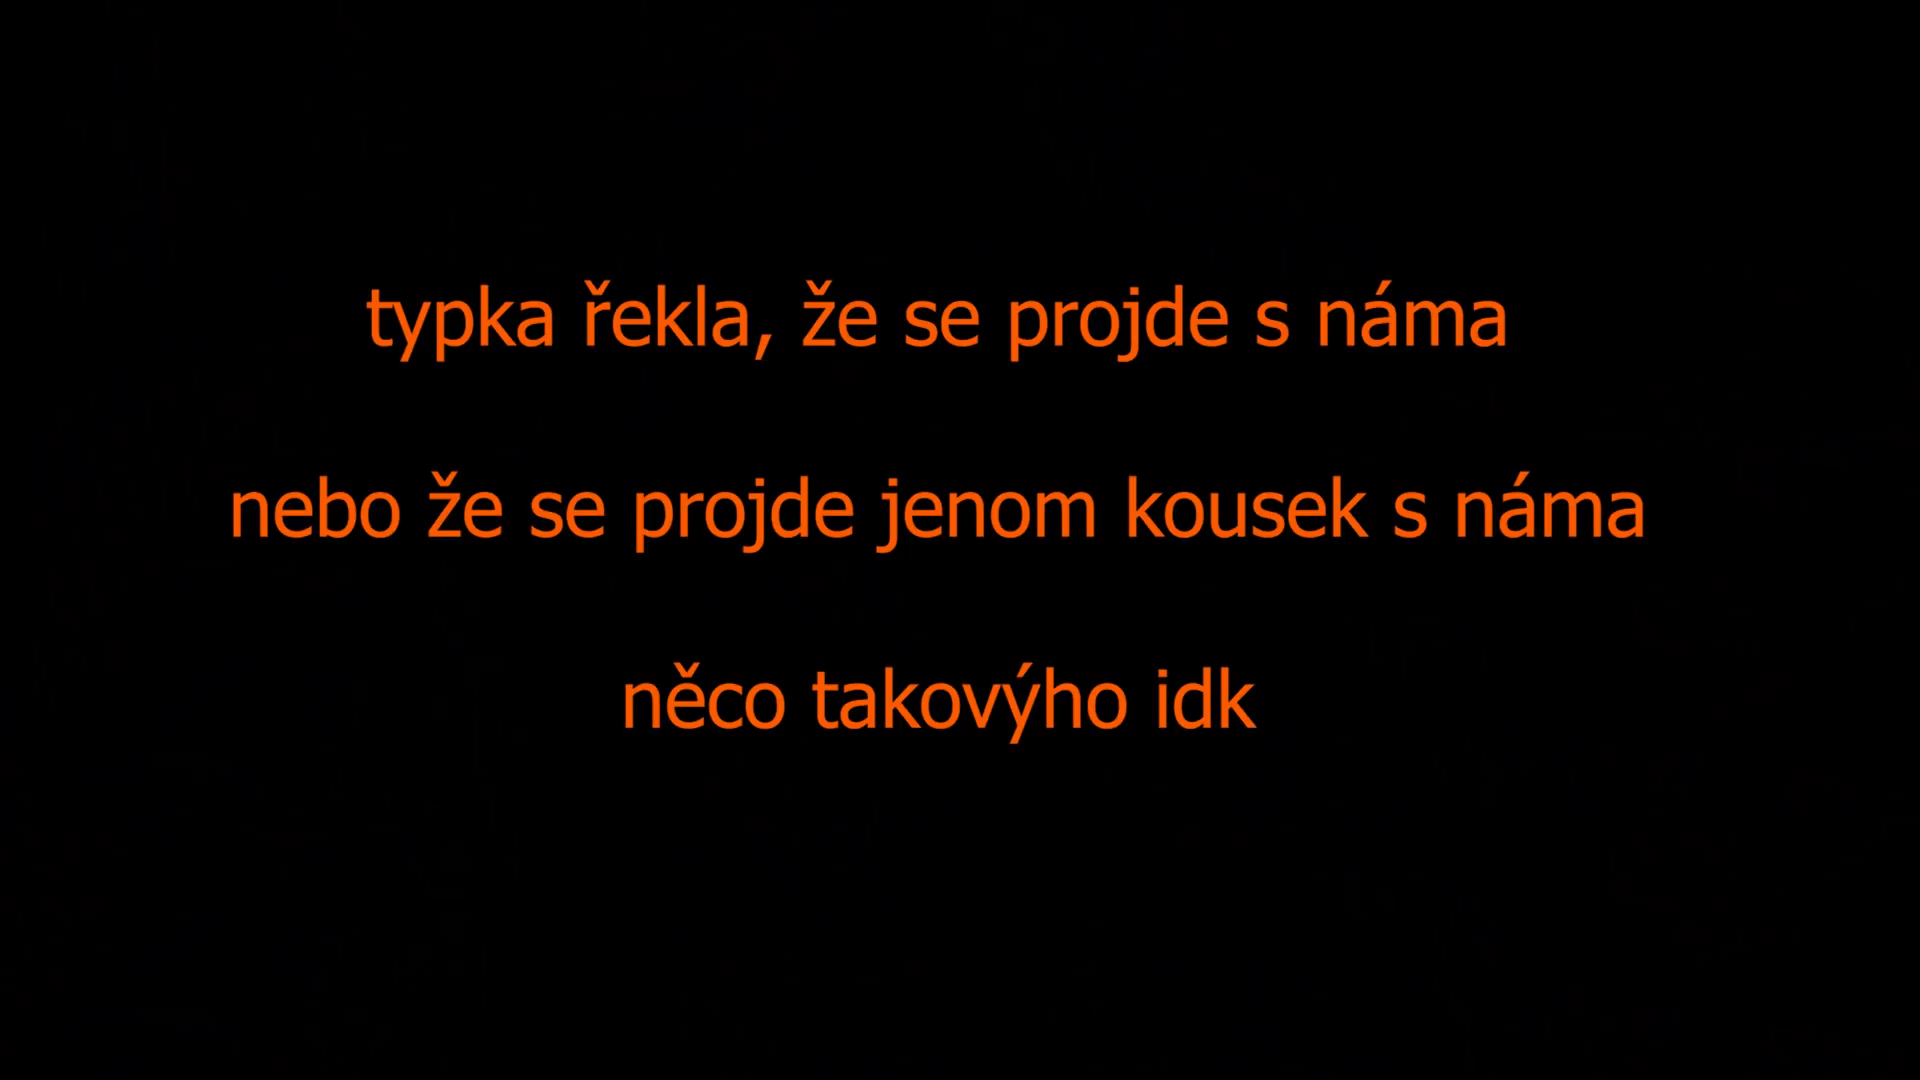 typka řekla, že se projde s náma
nebo že se projde jenom kousek s náma
něco takovýho idk